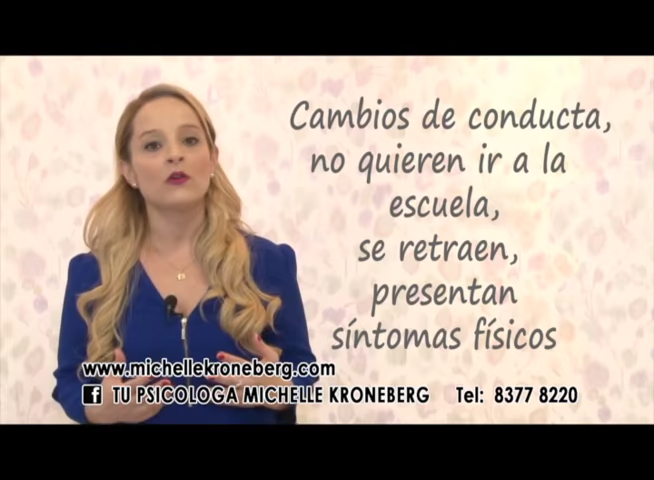 Cambios de conducta,
no quieren ir a la
escuela,
se retraen,
presentan
síntomas físicos
www.michellekroneberg.com
f TU PSICOLOGA MICHELLE KRONEBERG Tel: 8377 8220